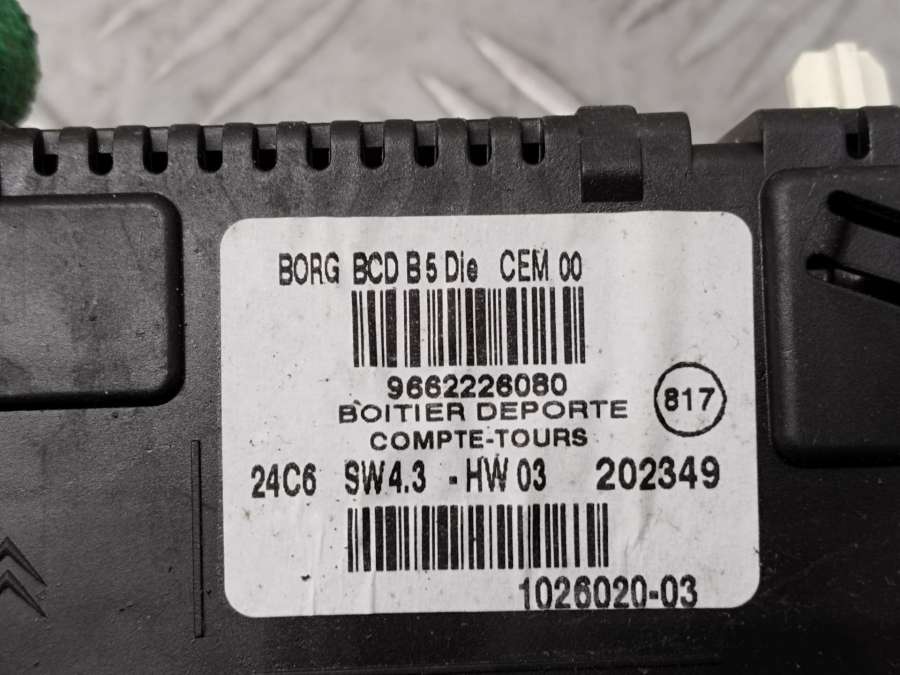 BORG BCD B5 Die CEM 00
9662226080
BOITIER DEPORTE
COMPTE-TOURS
817
24C6 SW4.3 -HW 03 202349
1026020-03